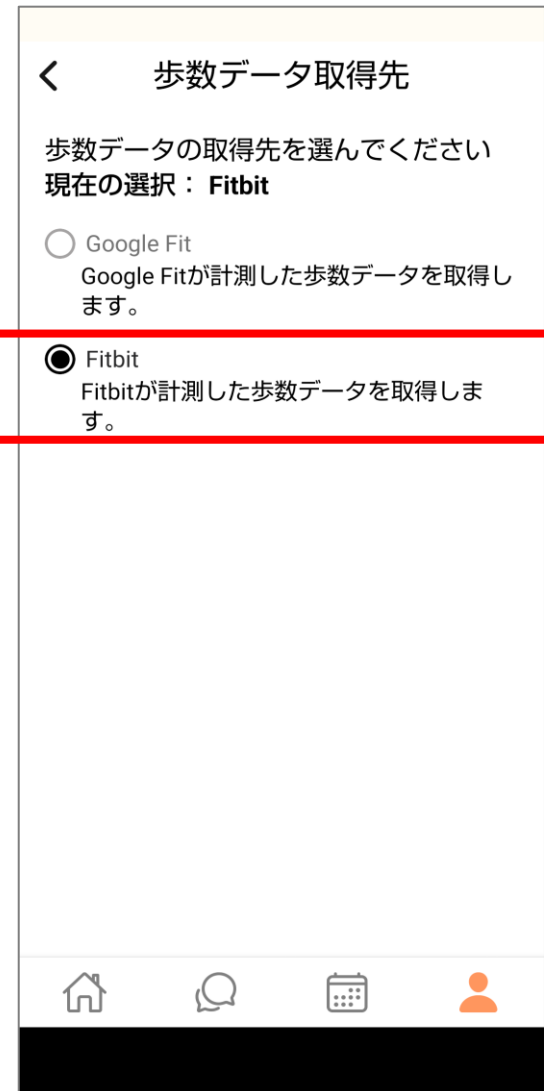 歩数データ取得先
歩数データの取得先を選んでください
現在の選択： Fitbit
Google Fit
Google Fitが計測した歩数データを取得し
ます。
Fitbit
Fitbitが計測した歩数データを取得しま
す。